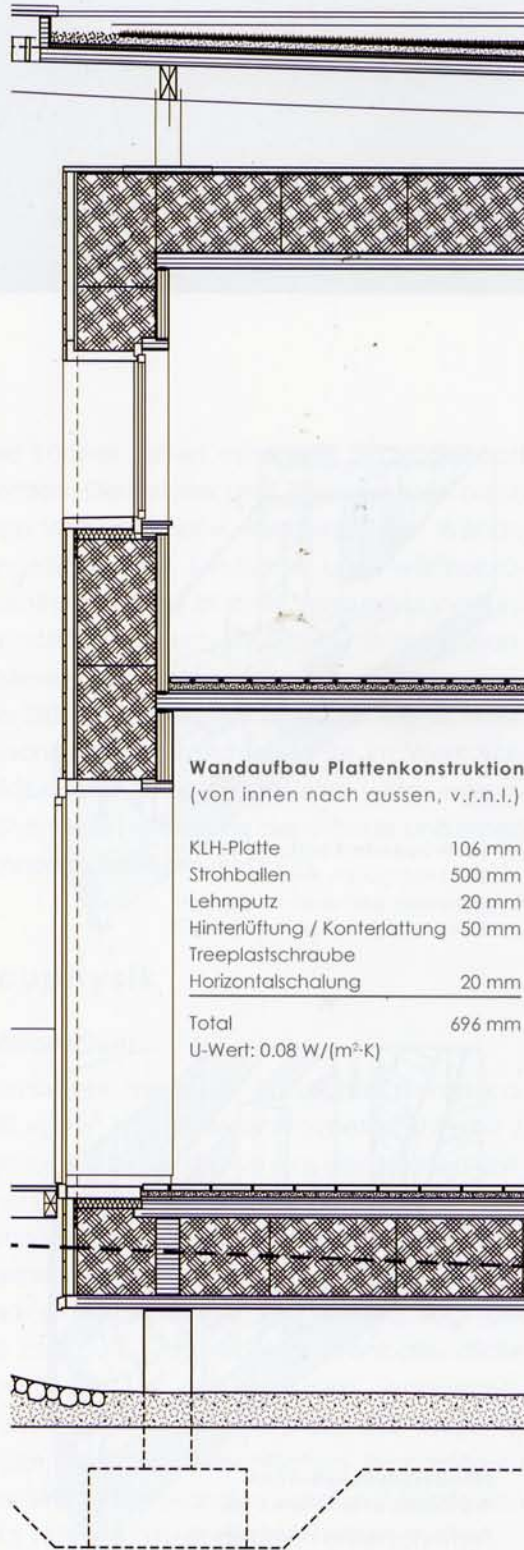 Wandaufbau Plattenkonstruktion
(von innen nach aussen, v.r.n.l.)
KLH-Platte 106 mm
Strohballen 500 mm
Lehmputz 20 mm
Hinterlüftung / Konterlattung 50 mm
Treeplastschraube
Horizontalschalung 20 mm
Total 696 mm
U-Wert: 0.08 W/(m²·K)